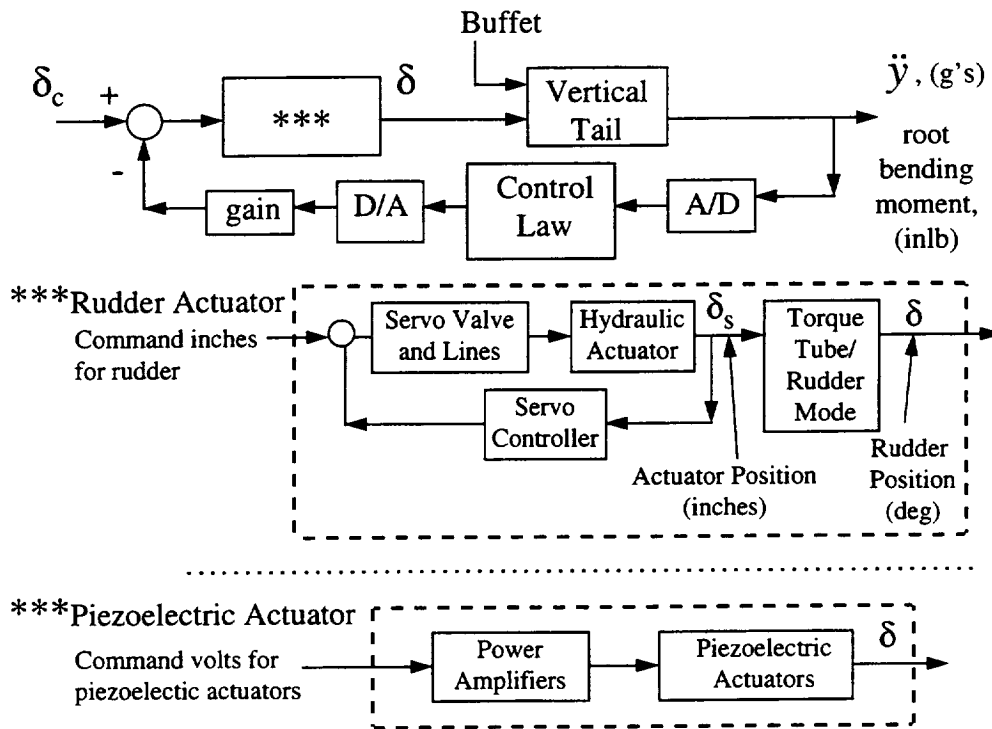 Buffet
δc
+
-
***
δ
Vertical
Tail
ÿ, (g's)
root
bending
moment,
(inlb)
gain
D/A
Control
Law
A/D
***Rudder Actuator
Command inches
for rudder
Servo Valve
and Lines
Hydraulic
Actuator
δs
Torque
Tube/
Rudder
Mode
δ
Servo
Controller
Actuator Position
(inches)
Rudder
Position
(deg)
***Piezoelectric Actuator
Command volts for
piezoelectic actuators
Power
Amplifiers
Piezoelectric
Actuators
δ